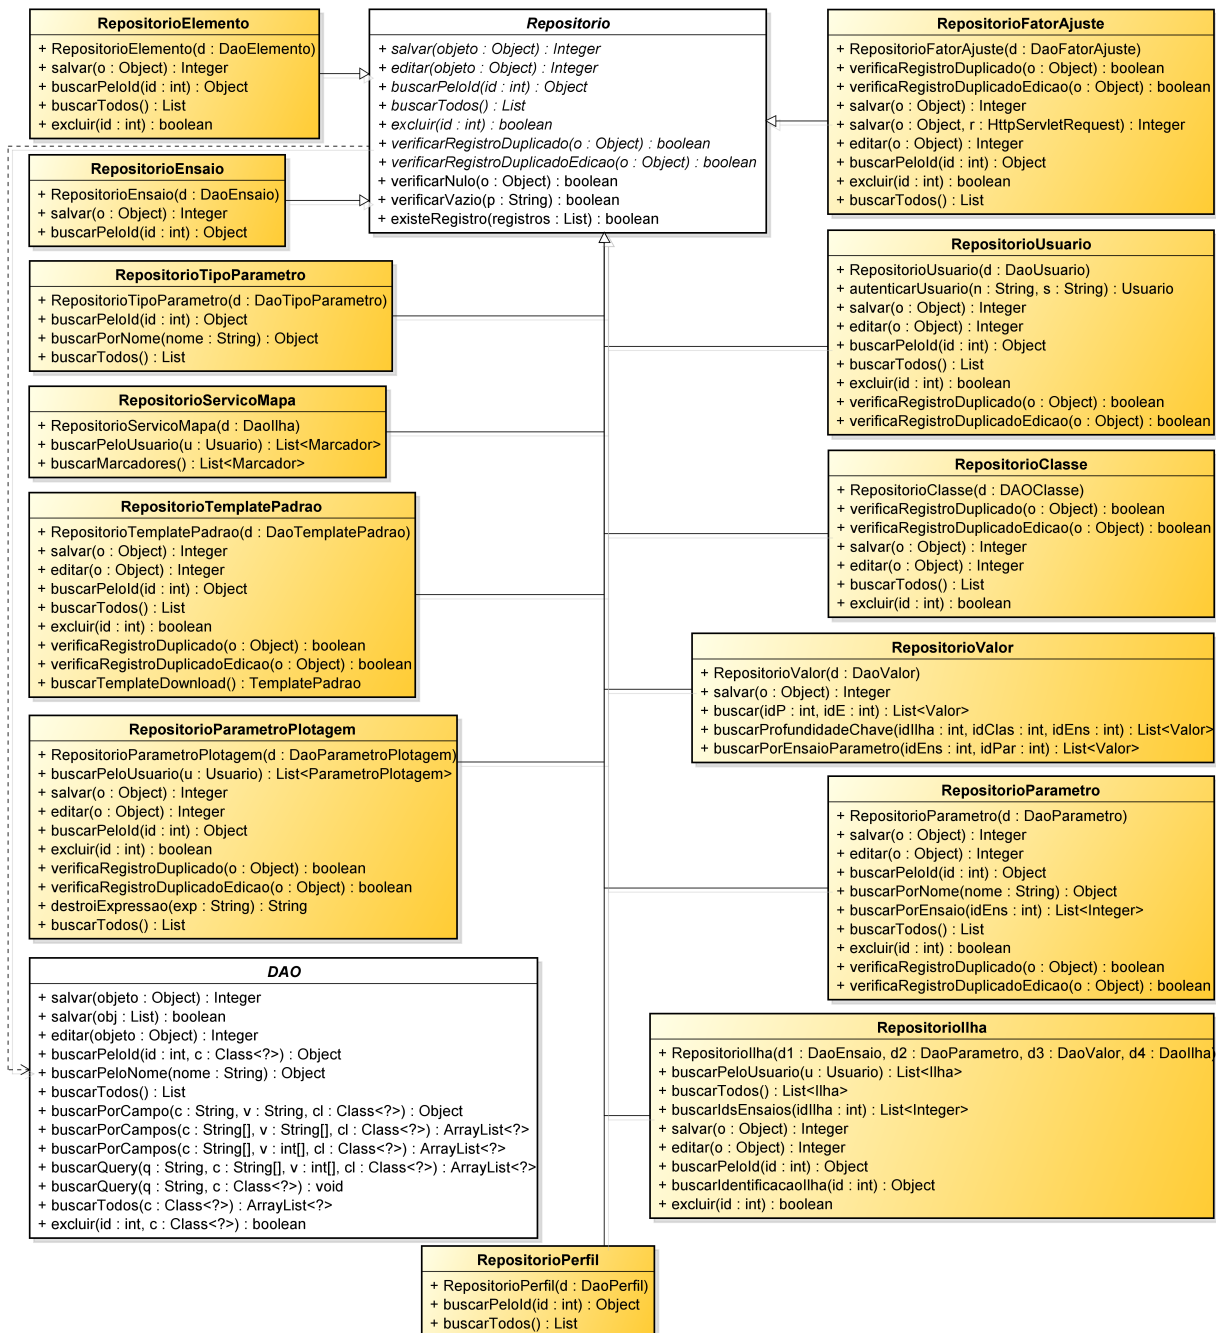 RepositorioElemento
+ RepositorioElemento(d : DaoElemento)
+ salvar(o : Object) : Integer
+ buscarPeloId(id : int) : Object
+ buscarTodos() : List
+ excluir(id : int) : boolean
RepositorioEnsaio
+ RepositorioEnsaio(d : DaoEnsaio)
+ salvar(o : Object) : Integer
+ buscarPeloId(id : int) : Object
RepositorioTipoParametro
+ RepositorioTipoParametro(d : DaoTipoParametro)
+ buscarPeloId(id : int) : Object
+ buscarPorNome(nome : String) : Object
+ buscarTodos() : List
RepositorioServicoMapa
+ RepositorioServicoMapa(d : DaoIlha)
+ buscarPeloUsuario(u : Usuario) : List<Marcador>
+ buscarMarcadores() : List<Marcador>
RepositorioTemplatePadrao
+ RepositorioTemplatePadrao(d : DaoTemplatePadrao)
+ salvar(o : Object) : Integer
+ editar(o : Object) : Integer
+ buscarPeloId(id : int) : Object
+ buscarTodos() : List
+ excluir(id : int) : boolean
+ verificaRegistroDuplicado(o : Object) : boolean
+ verificaRegistroDuplicadoEdicao(o : Object) : boolean
+ buscarTemplateDownload() : TemplatePadrao
RepositorioParametroPlotagem
+ RepositorioParametroPlotagem(d : DaoParametroPlotagem)
+ buscarPeloUsuario(u : Usuario) : List<ParametroPlotagem>
+ salvar(o : Object) : Integer
+ editar(o : Object) : Integer
+ buscarPeloId(id : int) : Object
+ excluir(id : int) : boolean
+ verificaRegistroDuplicado(o : Object) : boolean
+ verificaRegistroDuplicadoEdicao(o : Object) : boolean
+ destroiExpressao(exp : String) : String
+ buscarTodos() : List
DAO
+ salvar(objeto : Object) : Integer
+ salvar(obj : List) : boolean
+ editar(objeto : Object) : Integer
+ buscarPeloId(id : int, c : Class<?>) : Object
+ buscarPeloNome(nome : String) : Object
+ buscarTodos() : List
+ buscarPorCampo(c : String, v : String, cl : Class<?>) : Object
+ buscarPorCampos(c : String[], v : String[], cl : Class<?>) : ArrayList<?>
+ buscarPorCampos(c : String[], v : int[], cl : Class<?>) : ArrayList<?>
+ buscarQuery(q : String, c : String[], v : int[], cl : Class<?>) : ArrayList<?>
+ buscarQuery(q : String, c : Class<?>) : void
+ buscarTodos(c : Class<?>) : ArrayList<?>
+ excluir(id : int, c : Class<?>) : boolean
Repositorio
+ salvar(objeto : Object) : Integer
+ editar(objeto : Object) : Integer
+ buscarPeloId(id : int) : Object
+ buscarTodos() : List
+ excluir(id : int) : boolean
+ verificarRegistroDuplicado(o : Object) : boolean
+ verificarRegistroDuplicadoEdicao(o : Object) : boolean
+ verificarNulo(o : Object) : boolean
+ verificarVazio(p : String) : boolean
+ existeRegistro(registros : List) : boolean
RepositorioFatorAjuste
+ RepositorioFatorAjuste(d : DaoFatorAjuste)
+ verificaRegistroDuplicado(o : Object) : boolean
+ verificaRegistroDuplicadoEdicao(o : Object) : boolean
+ salvar(o : Object) : Integer
+ salvar(o : Object, r : HttpServletRequest) : Integer
+ editar(o : Object) : Integer
+ buscarPeloId(id : int) : Object
+ excluir(id : int) : boolean
+ buscarTodos() : List
RepositorioUsuario
+ RepositorioUsuario(d : DaoUsuario)
+ autenticarUsuario(n : String, s : String) : Usuario
+ salvar(o : Object) : Integer
+ editar(o : Object) : Integer
+ buscarPeloId(id : int) : Object
+ buscarTodos() : List
+ excluir(id : int) : boolean
+ verificaRegistroDuplicado(o : Object) : boolean
+ verificaRegistroDuplicadoEdicao(o : Object) : boolean
RepositorioClasse
+ RepositorioClasse(d : DAOClasse)
+ verificaRegistroDuplicado(o : Object) : boolean
+ verificaRegistroDuplicadoEdicao(o : Object) : boolean
+ salvar(o : Object) : Integer
+ editar(o : Object) : Integer
+ buscarTodos() : List
+ excluir(id : int) : boolean
RepositorioValor
+ RepositorioValor(d : DaoValor)
+ salvar(o : Object) : Integer
+ buscar(idP : int, idE : int) : List<Valor>
+ buscarProfundidadeChave(idIlha : int, idClas : int, idEns : int) : List<Valor>
+ buscarPorEnsaioParametro(idEns : int, idPar : int) : List<Valor>
RepositorioParametro
+ RepositorioParametro(d : DaoParametro)
+ salvar(o : Object) : Integer
+ editar(o : Object) : Integer
+ buscarPeloId(id : int) : Object
+ buscarPorNome(nome : String) : Object
+ buscarPorEnsaio(idEns : int) : List<Integer>
+ buscarTodos() : List
+ excluir(id : int) : boolean
+ verificaRegistroDuplicado(o : Object) : boolean
+ verificaRegistroDuplicadoEdicao(o : Object) : boolean
RepositorioIlha
+ RepositorioIlha(d1 : DaoEnsaio, d2 : DaoParametro, d3 : DaoValor, d4 : DaoIlha)
+ buscarPeloUsuario(u : Usuario) : List<Ilha>
+ buscarTodos() : List<Ilha>
+ buscarIdsEnsaios(idIlha : int) : List<Integer>
+ salvar(o : Object) : Integer
+ editar(o : Object) : Integer
+ buscarPeloId(id : int) : Object
+ buscarIdentificacaoIlha(id : int) : Object
+ excluir(id : int) : boolean
RepositorioPerfil
+ RepositorioPerfil(d : DaoPerfil)
+ buscarPeloId(id : int) : Object
+ buscarTodos() : List